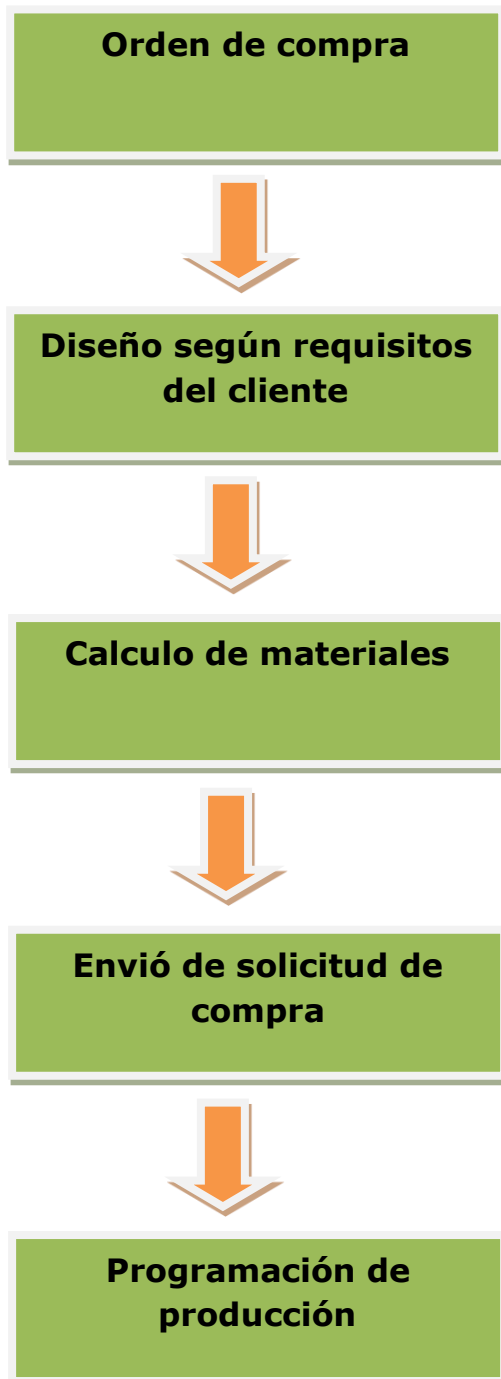 Orden de compra
Diseño según requisitos
del cliente
Calculo de materiales
Envió de solicitud de
compra
Programación de
producción